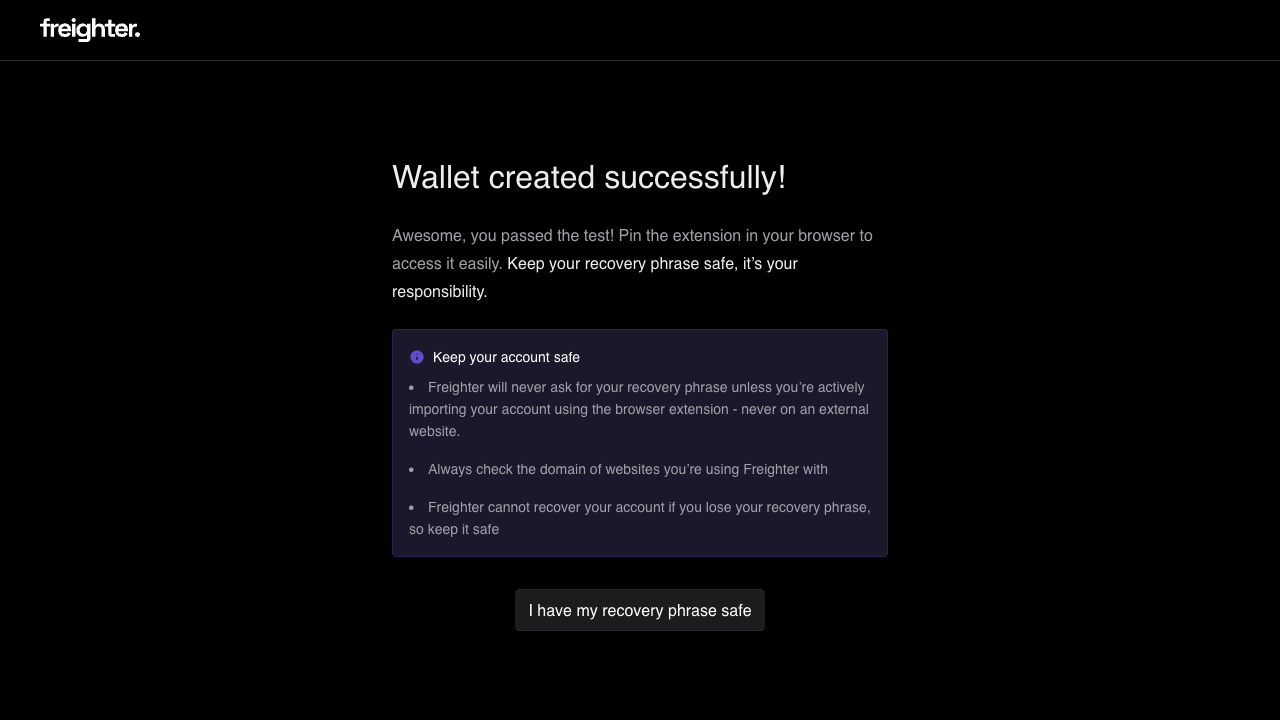 freighter.
Wallet created successfully!
Awesome, you passed the test! Pin the extension in your browser to
access it easily. Keep your recovery phrase safe, it’s your
responsibility.
Keep your account safe
• Freighter will never ask for your recovery phrase unless you’re actively
importing your account using the browser extension - never on an external
website.
• Always check the domain of websites you’re using Freighter with
• Freighter cannot recover your account if you lose your recovery phrase,
so keep it safe
I have my recovery phrase safe